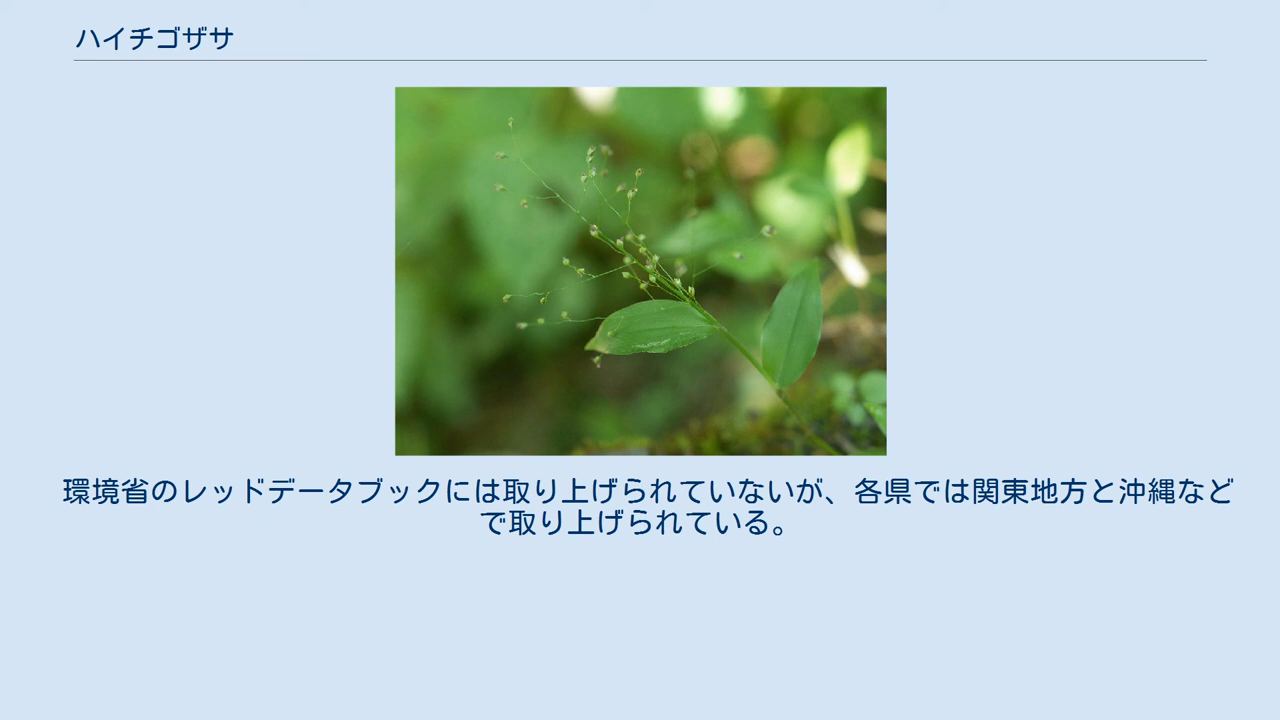 ハイチゴザサ
環境省のレッドデータブックには取り上げられていないが、各県では関東地方と沖縄など
で取り上げられている。